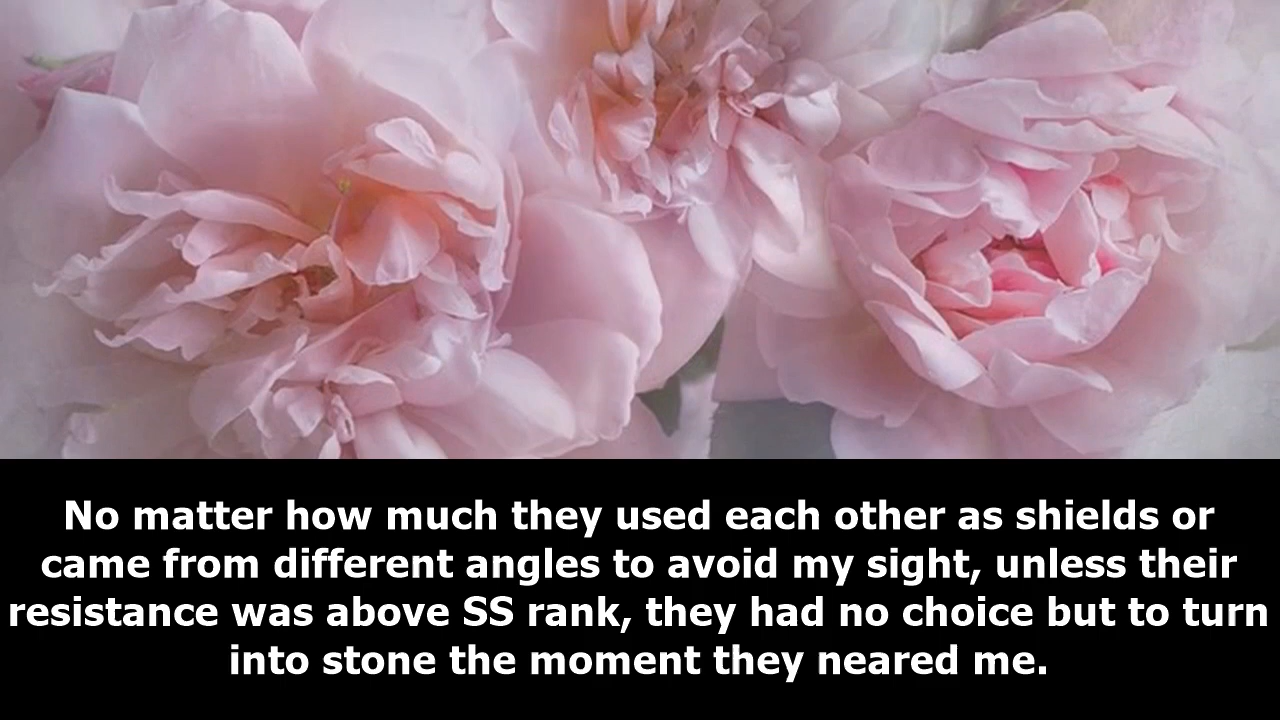 No matter how much they used each other as shields or
came from different angles to avoid my sight, unless their
resistance was above SS rank, they had no choice but to turn
into stone the moment they neared me.